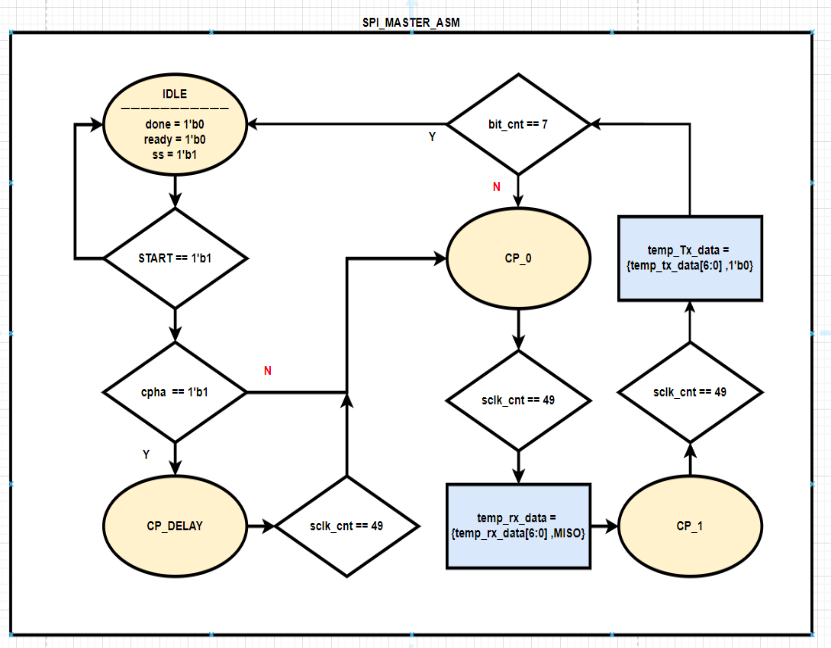 SPI_MASTER_ASM
IDLE
done = 1'b0
ready = 1'b0
ss = 1'b1
START == 1'b1
cpha == 1'b1
N
Y
CP_DELAY
sclk_cnt == 49
bit_cnt == 7
Y
N
CP_0
sclk_cnt == 49
temp_rx_data =
{temp_rx_data[6:0] ,MISO}
CP_1
sclk_cnt == 49
temp_Tx_data =
{temp_tx_data[6:0] ,1'b0}